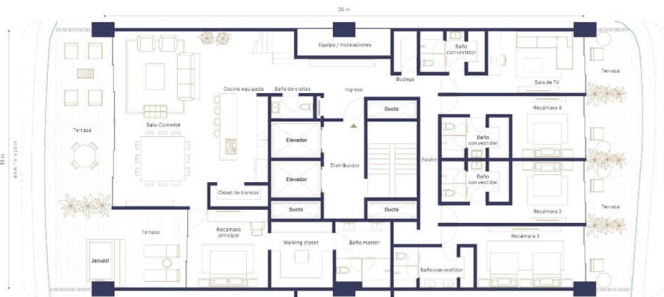 36 m
Equipo / Instalaciones
Baño
con vestidor
Bodega
Sala de TV
Terraza
Cocina equipada
Baño de visitas
Ingreso
Ducto
Recámara 4
Sala-Comedor
Elevador
Baño
con vestidor
Terraza
Elevador
Distribuidor
Pasillo
Baño
con vestidor
Closet de blancos
Ducto
Ducto
Recámara 3
Terraza
Terraza
Recámara
principal
Walking closet
Baño master
Recámara 2
Jacuzzi
Baño con vestidor